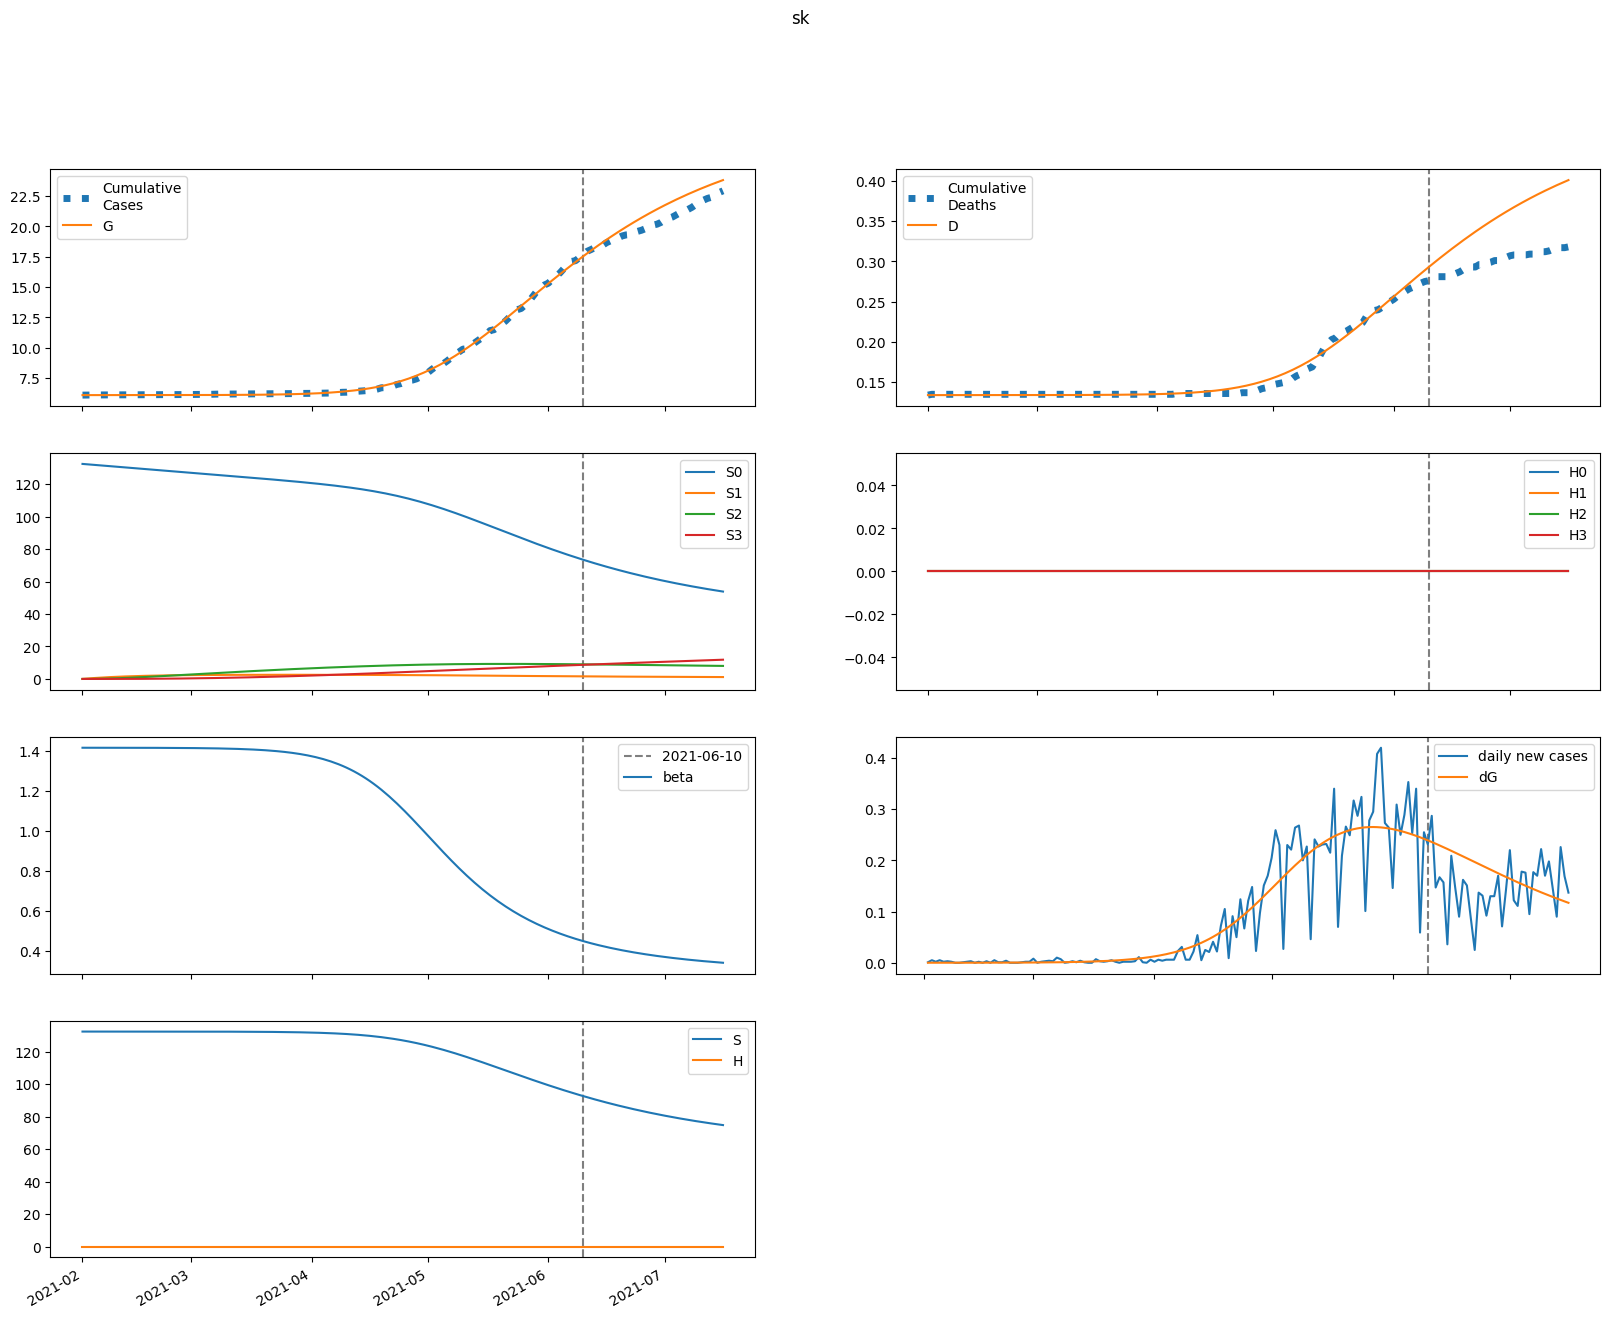 sk
22.5
20.0
17.5
15.0
12.5
10.0
7.5
Cumulative
Cases
G
0.40
0.35
0.30
0.25
0.20
0.15
Cumulative
Deaths
D
120
100
80
60
40
20
0
S0
S1
S2
S3
0.04
0.02
0.00
−0.02
−0.04
H0
H1
H2
H3
1.4
1.2
1.0
0.8
0.6
0.4
2021-06-10
beta
0.4
0.3
0.2
0.1
0.0
daily new cases
dG
120
100
80
60
40
20
0
S
H
2021-02
2021-03
2021-04
2021-05
2021-06
2021-07